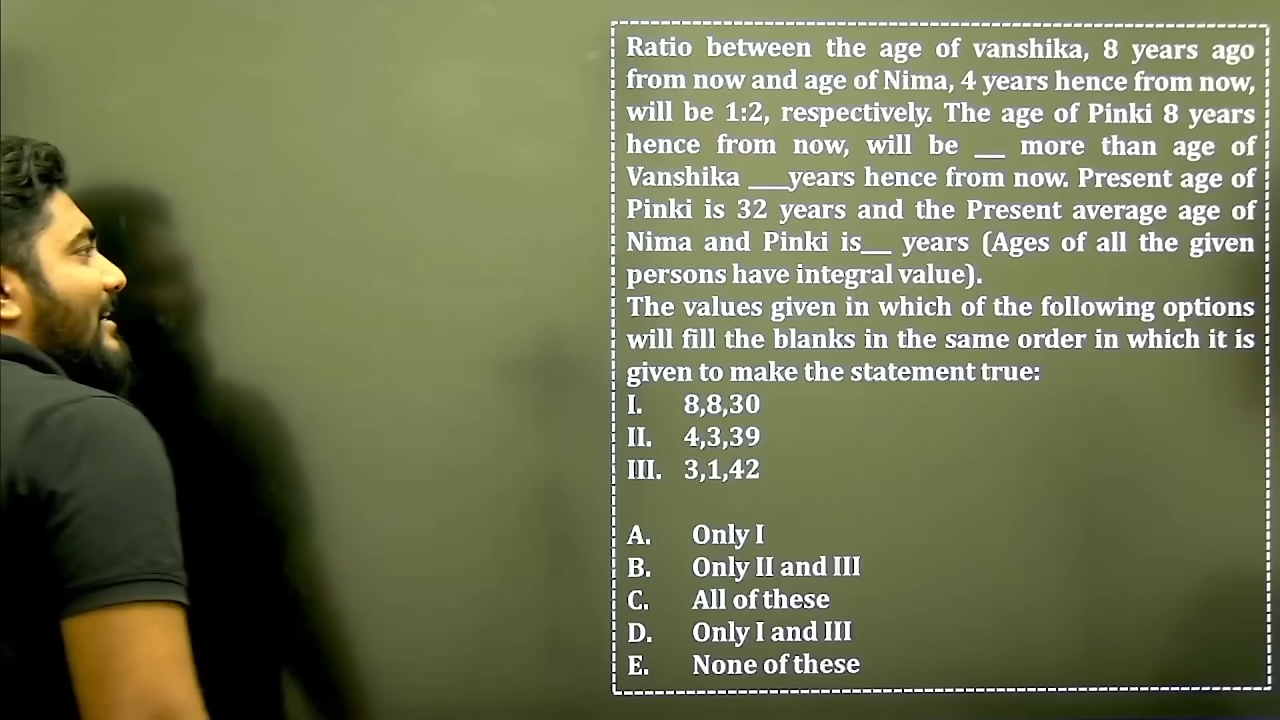 Ratio between the age of vanshika, 8 years ago
from now and age of Nima, 4 years hence from now,
will be 1:2, respectively. The age of Pinki 8 years
hence from now, will be __ more than age of
Vanshika ___years hence from now. Present age of
Pinki is 32 years and the Present average age of
Nima and Pinki is__ years (Ages of all the given
persons have integral value).
The values given in which of the following options
will fill the blanks in the same order in which it is
given to make the statement true:
I. 8,8,30
II. 4,3,39
III. 3,1,42
A. Only I
B. Only II and III
C. All of these
D. Only I and III
E. None of these